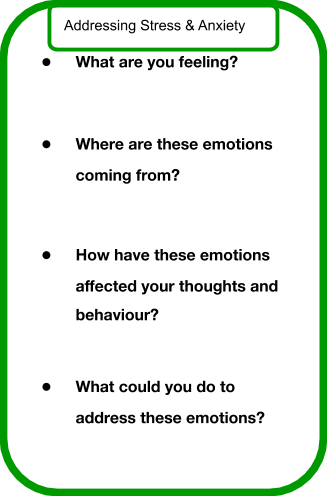 Addressing Stress & Anxiety
● What are you feeling?
● Where are these emotions
coming from?
● How have these emotions
affected your thoughts and
behaviour?
● What could you do to
address these emotions?